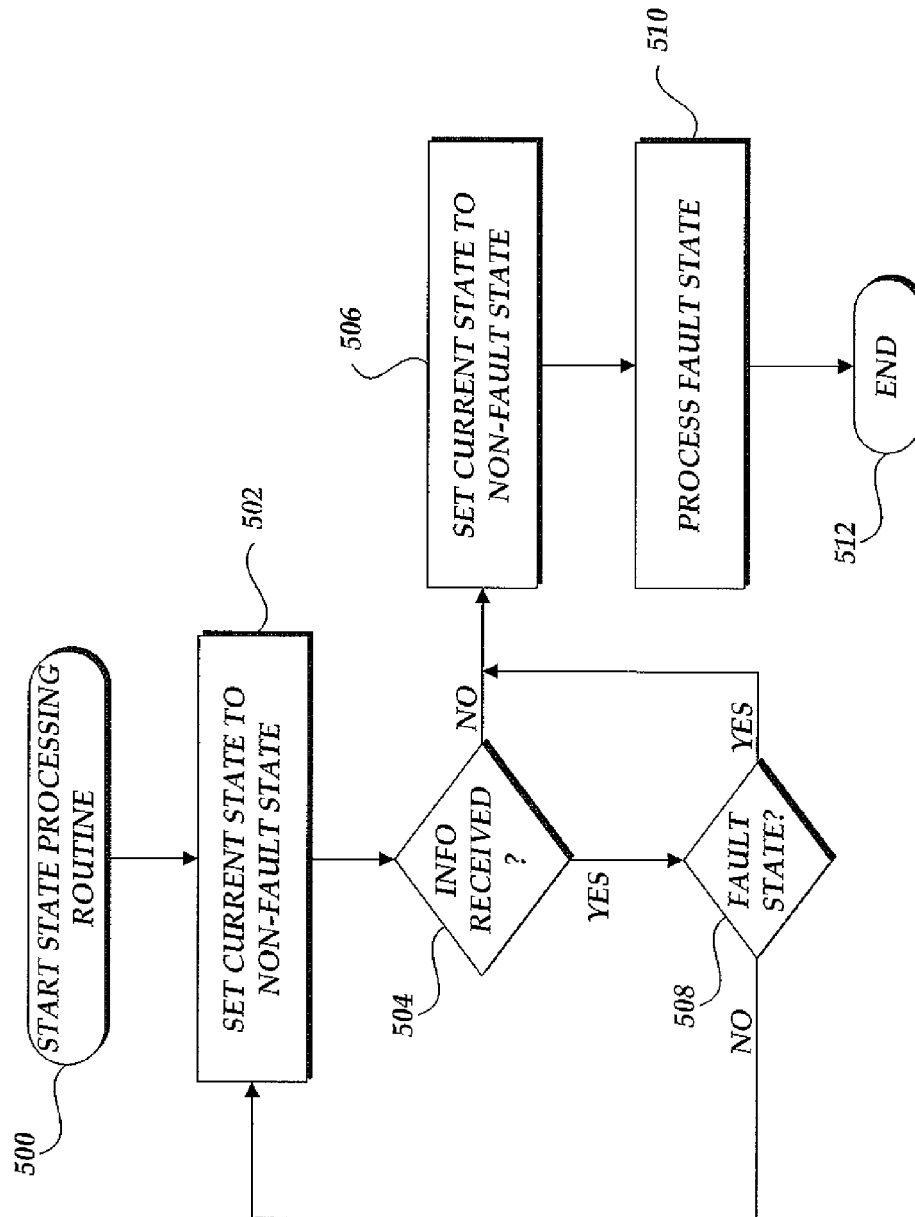 500
START STATE PROCESSING
ROUTINE
502
SET CURRENT STATE TO
NON-FAULT STATE
504
INFO
RECEIVED
?
NO
YES
506
SET CURRENT STATE TO
NON-FAULT STATE
508
FAULT
STATE?
NO
YES
510
PROCESS FAULT STATE
512
END